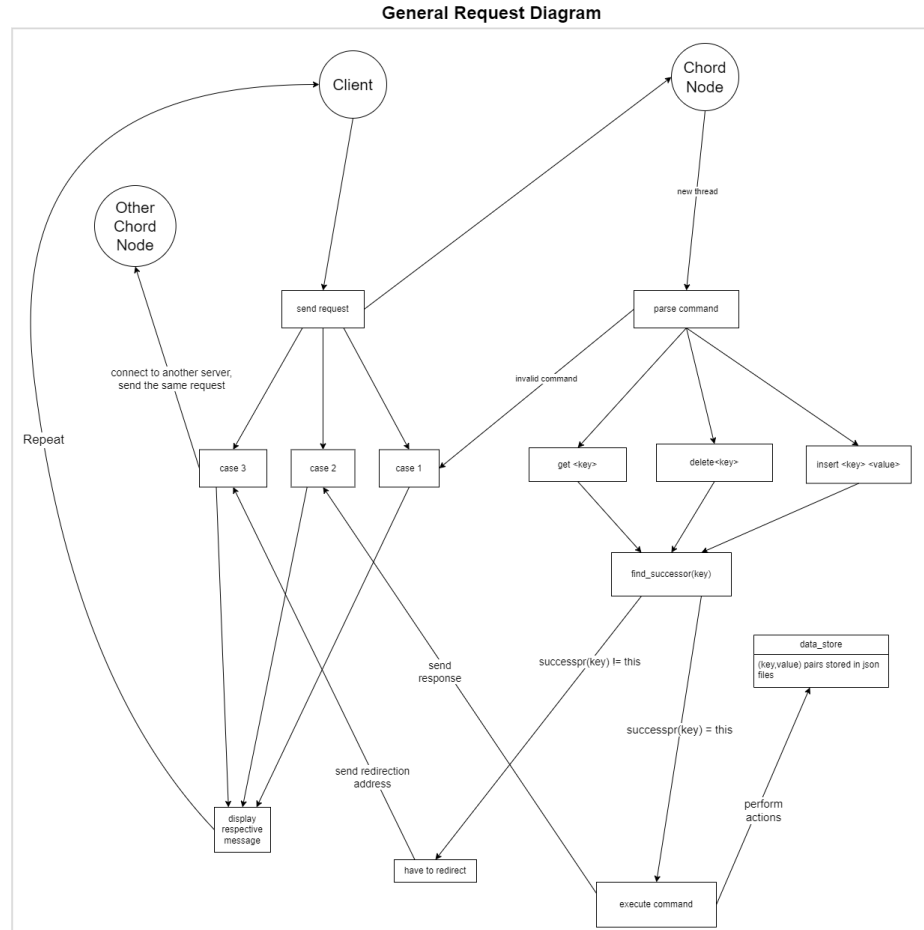 General Request Diagram
Client
Chord
Node
new thread
Other
Chord
Node
send request
parse command
connect to another server,
send the same request
invalid command
Repeat
case 3
case 2
case 1
get <key>
delete<key>
insert <key> <value>
find_successor(key)
data_store
(key,value) pairs stored in json
files
send
response
successpr(key) != this
successpr(key) = this
send redirection
address
perform
actions
display
respective
message
have to redirect
execute command